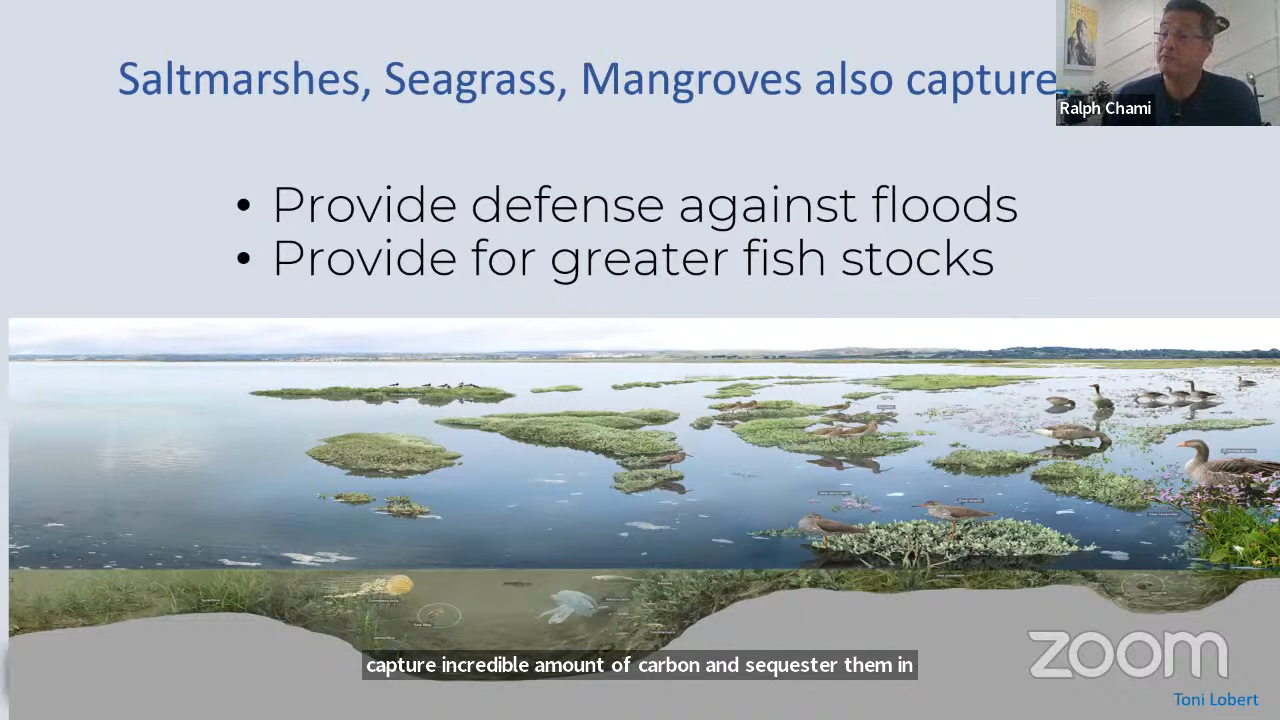 Saltmarshes, Seagrass, Mangroves also capture
Ralph Chami
• Provide defense against floods
• Provide for greater fish stocks
capture incredible amount of carbon and sequester them in
zoom
Toni Lobert